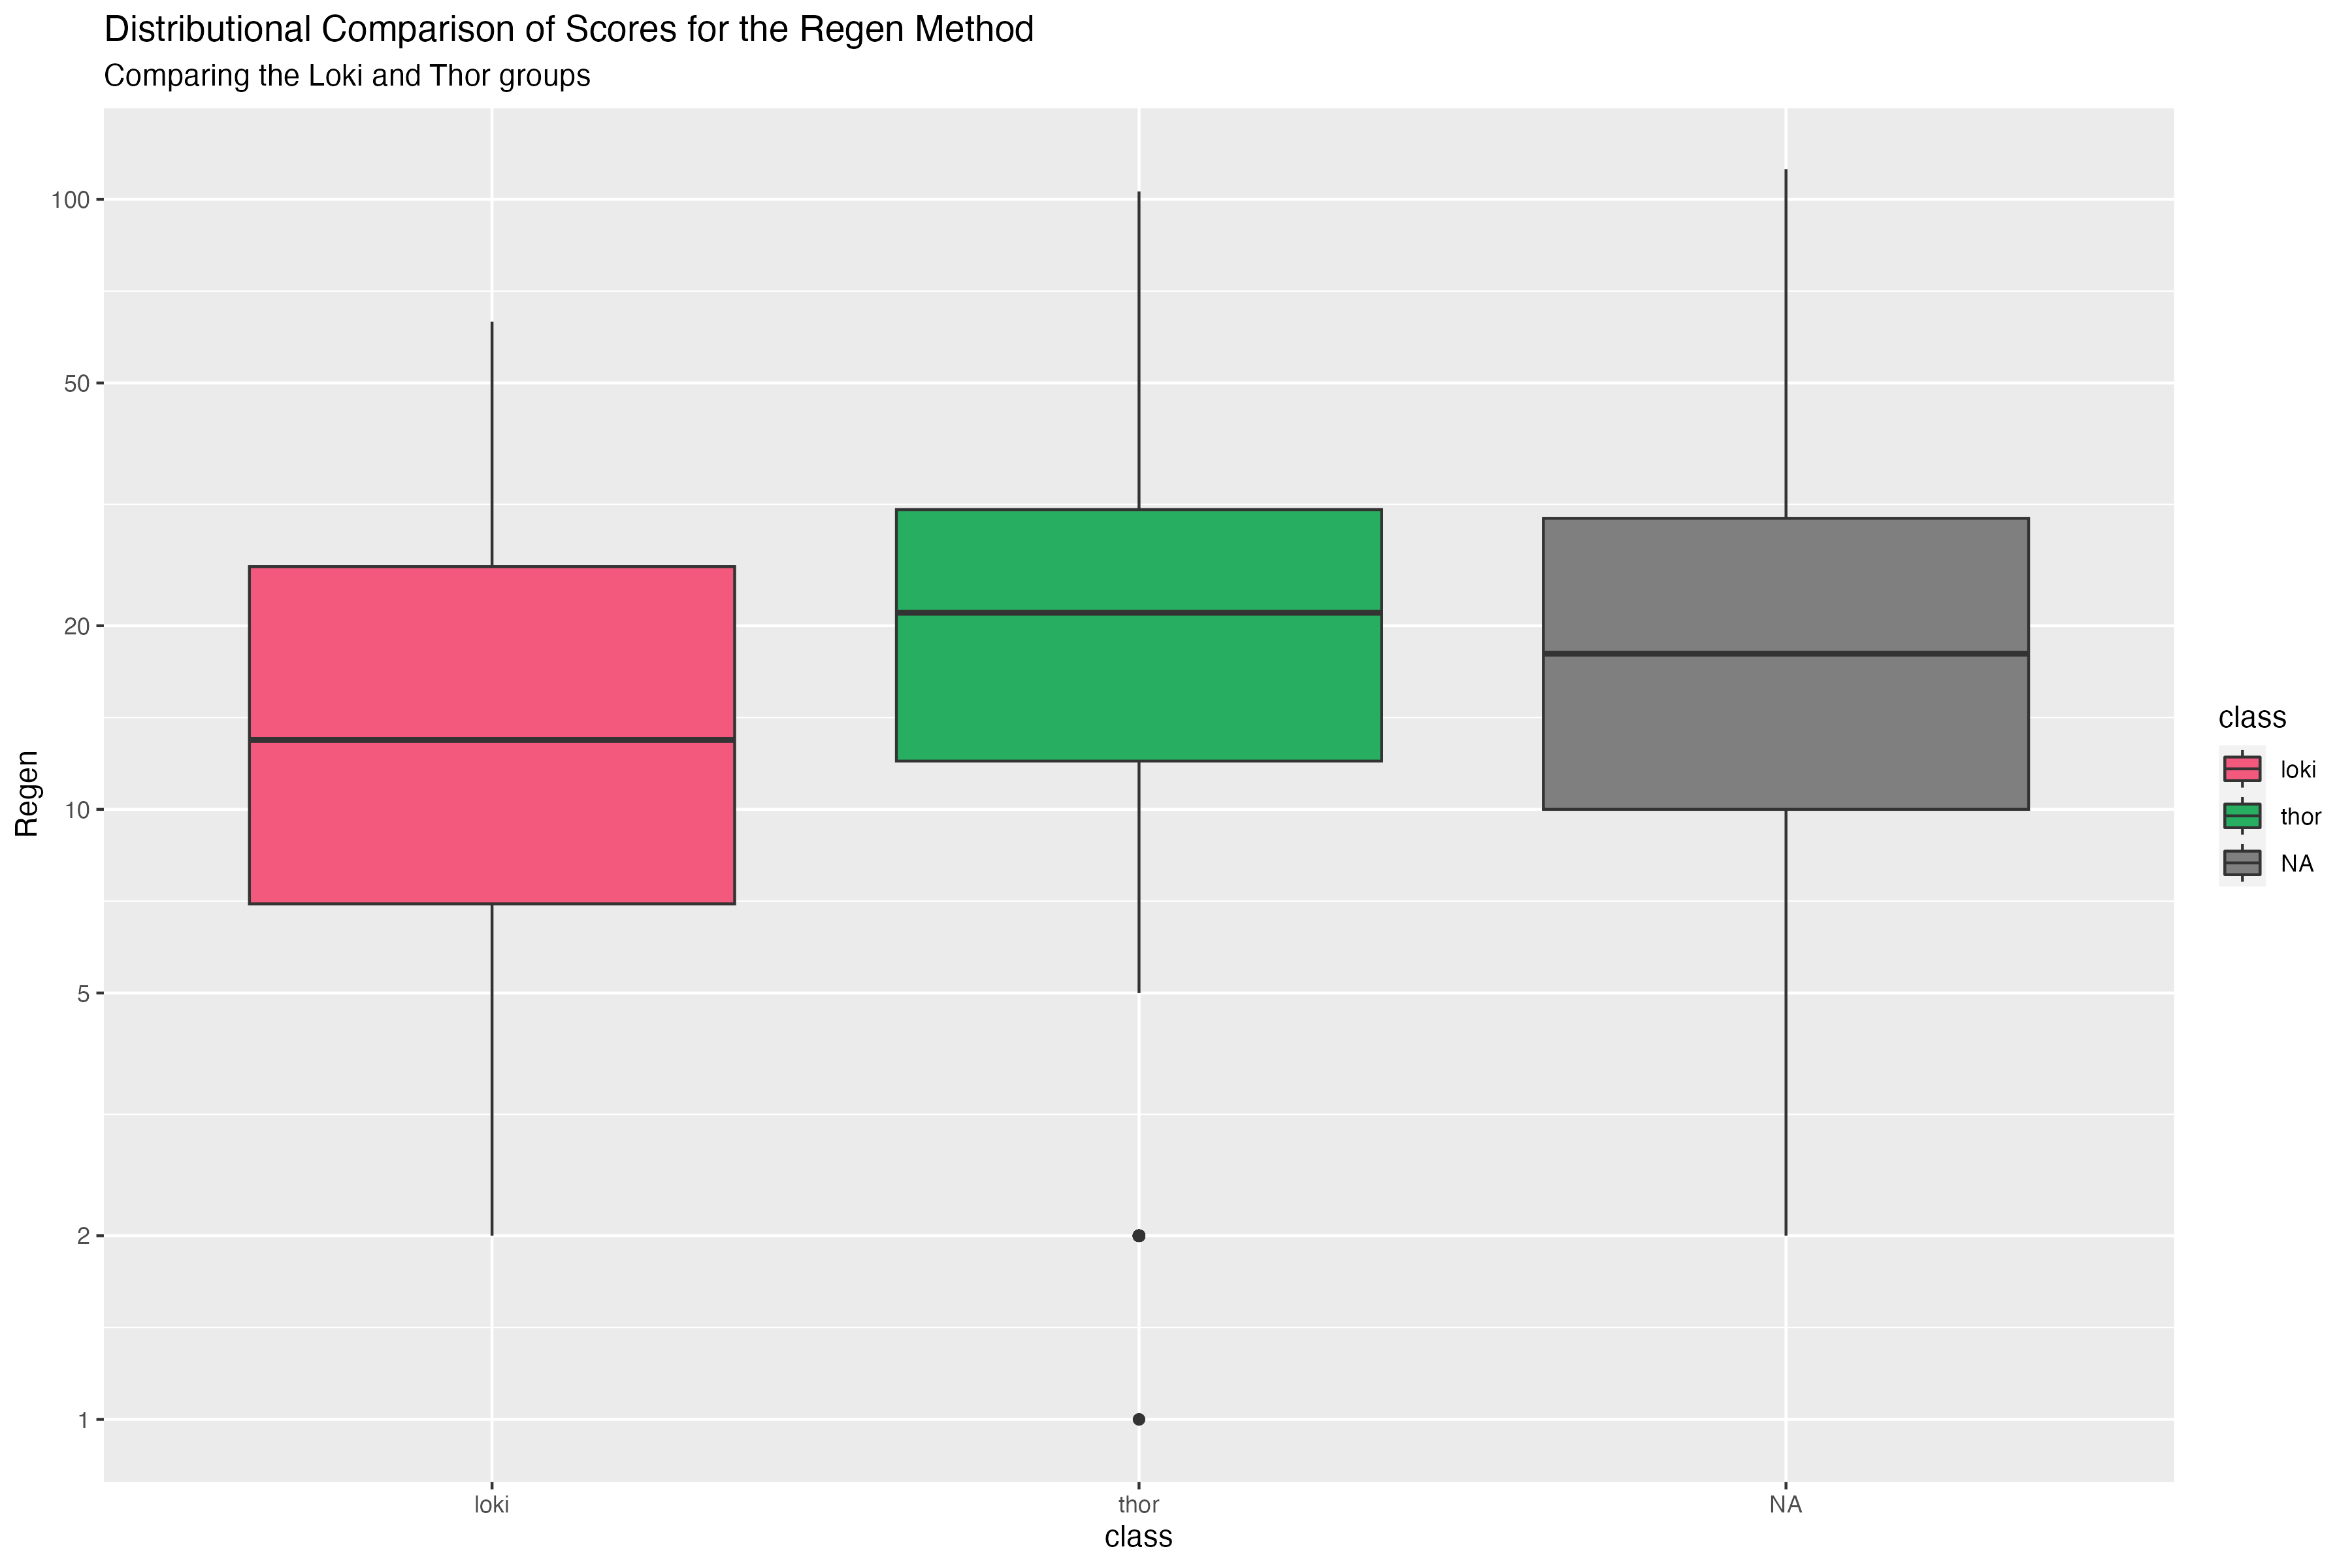 Distributional Comparison of Scores for the Regen Method
Comparing the Loki and Thor groups
100
50
20
10
5
2
1
Regen
loki
thor
NA
class
class
loki
thor
NA